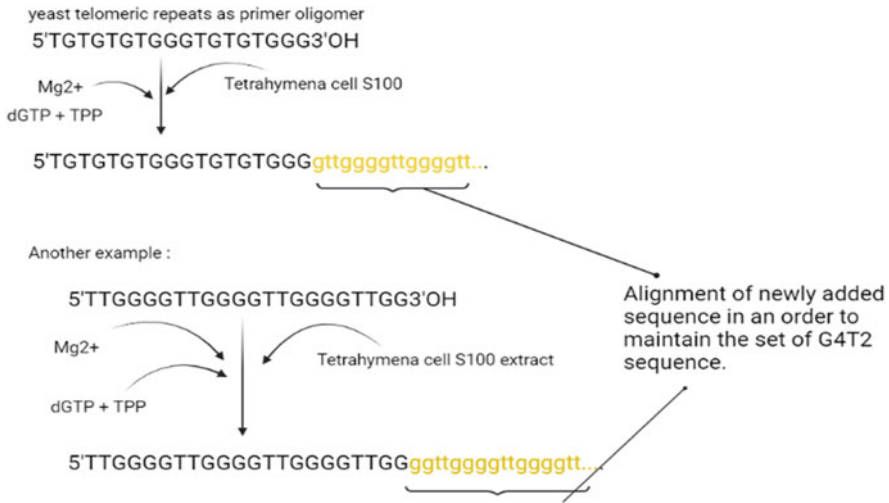 yeast telomeric repeats as primer oligomer
5'TGTGTGTGGGTGTGTGGG3'OH
Mg2+
Tetrahymena cell S100
dGTP + TPP
5'TGTGTGTGGGTGTGTGGGgttggggttggggtt...
Another example :
5'TTGGGGTTGGGGTTGGGGTTGG3'OH
Alignment of newly added
sequence in an order to
maintain the set of G4T2
sequence.
Mg2+
Tetrahymena cell S100 extract
dGTP + TPP
5'TTGGGGTTGGGGTTGGGGTTGGggttggggttggggtt....